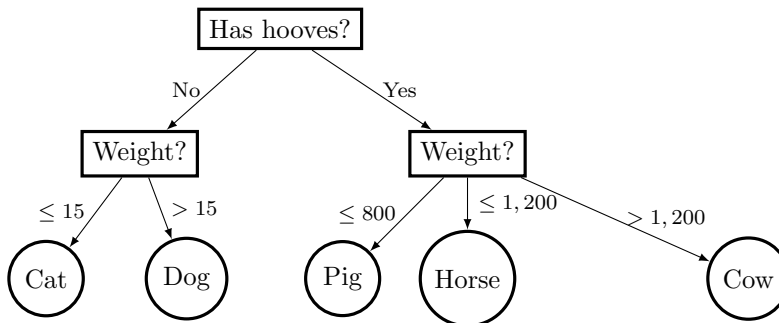 Has hooves?
No
Yes
Weight?
Weight?
≤ 15
> 15
≤ 800
≤ 1, 200
> 1, 200
Cat
Dog
Pig
Horse
Cow